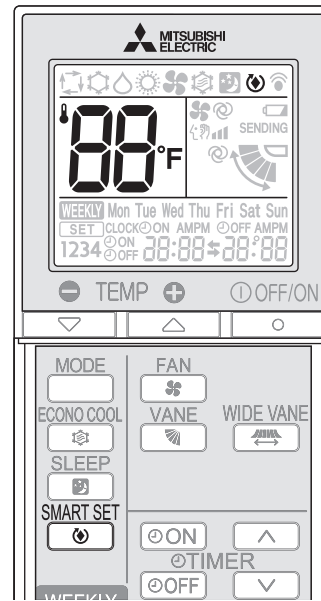 MITSUBISHI
ELECTRIC
SENDING
88°F
WEEKLY Mon Tue Wed Thu Fri Sat Sun
SET CLOCK ON AMPM OFF AMPM
1234 ON OFF 88:88 88:88
TEMP OFF/ON
MODE FAN
ECONO COOL VANE WIDE VANE
SLEEP
SMART SET
ON
TIMER
OFF
WEEKLY